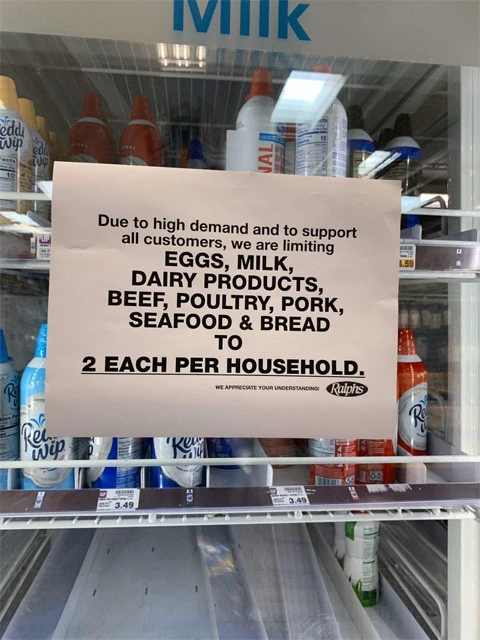 Milk
Reddi
Wip
Due to high demand and to support
all customers, we are limiting
EGGS, MILK,
DAIRY PRODUCTS,
BEEF, POULTRY, PORK,
SEAFOOD & BREAD
TO
2 EACH PER HOUSEHOLD.
WE APPRECIATE YOUR UNDERSTANDING! Ralphs
Reddi
Wip
3.49
3.49